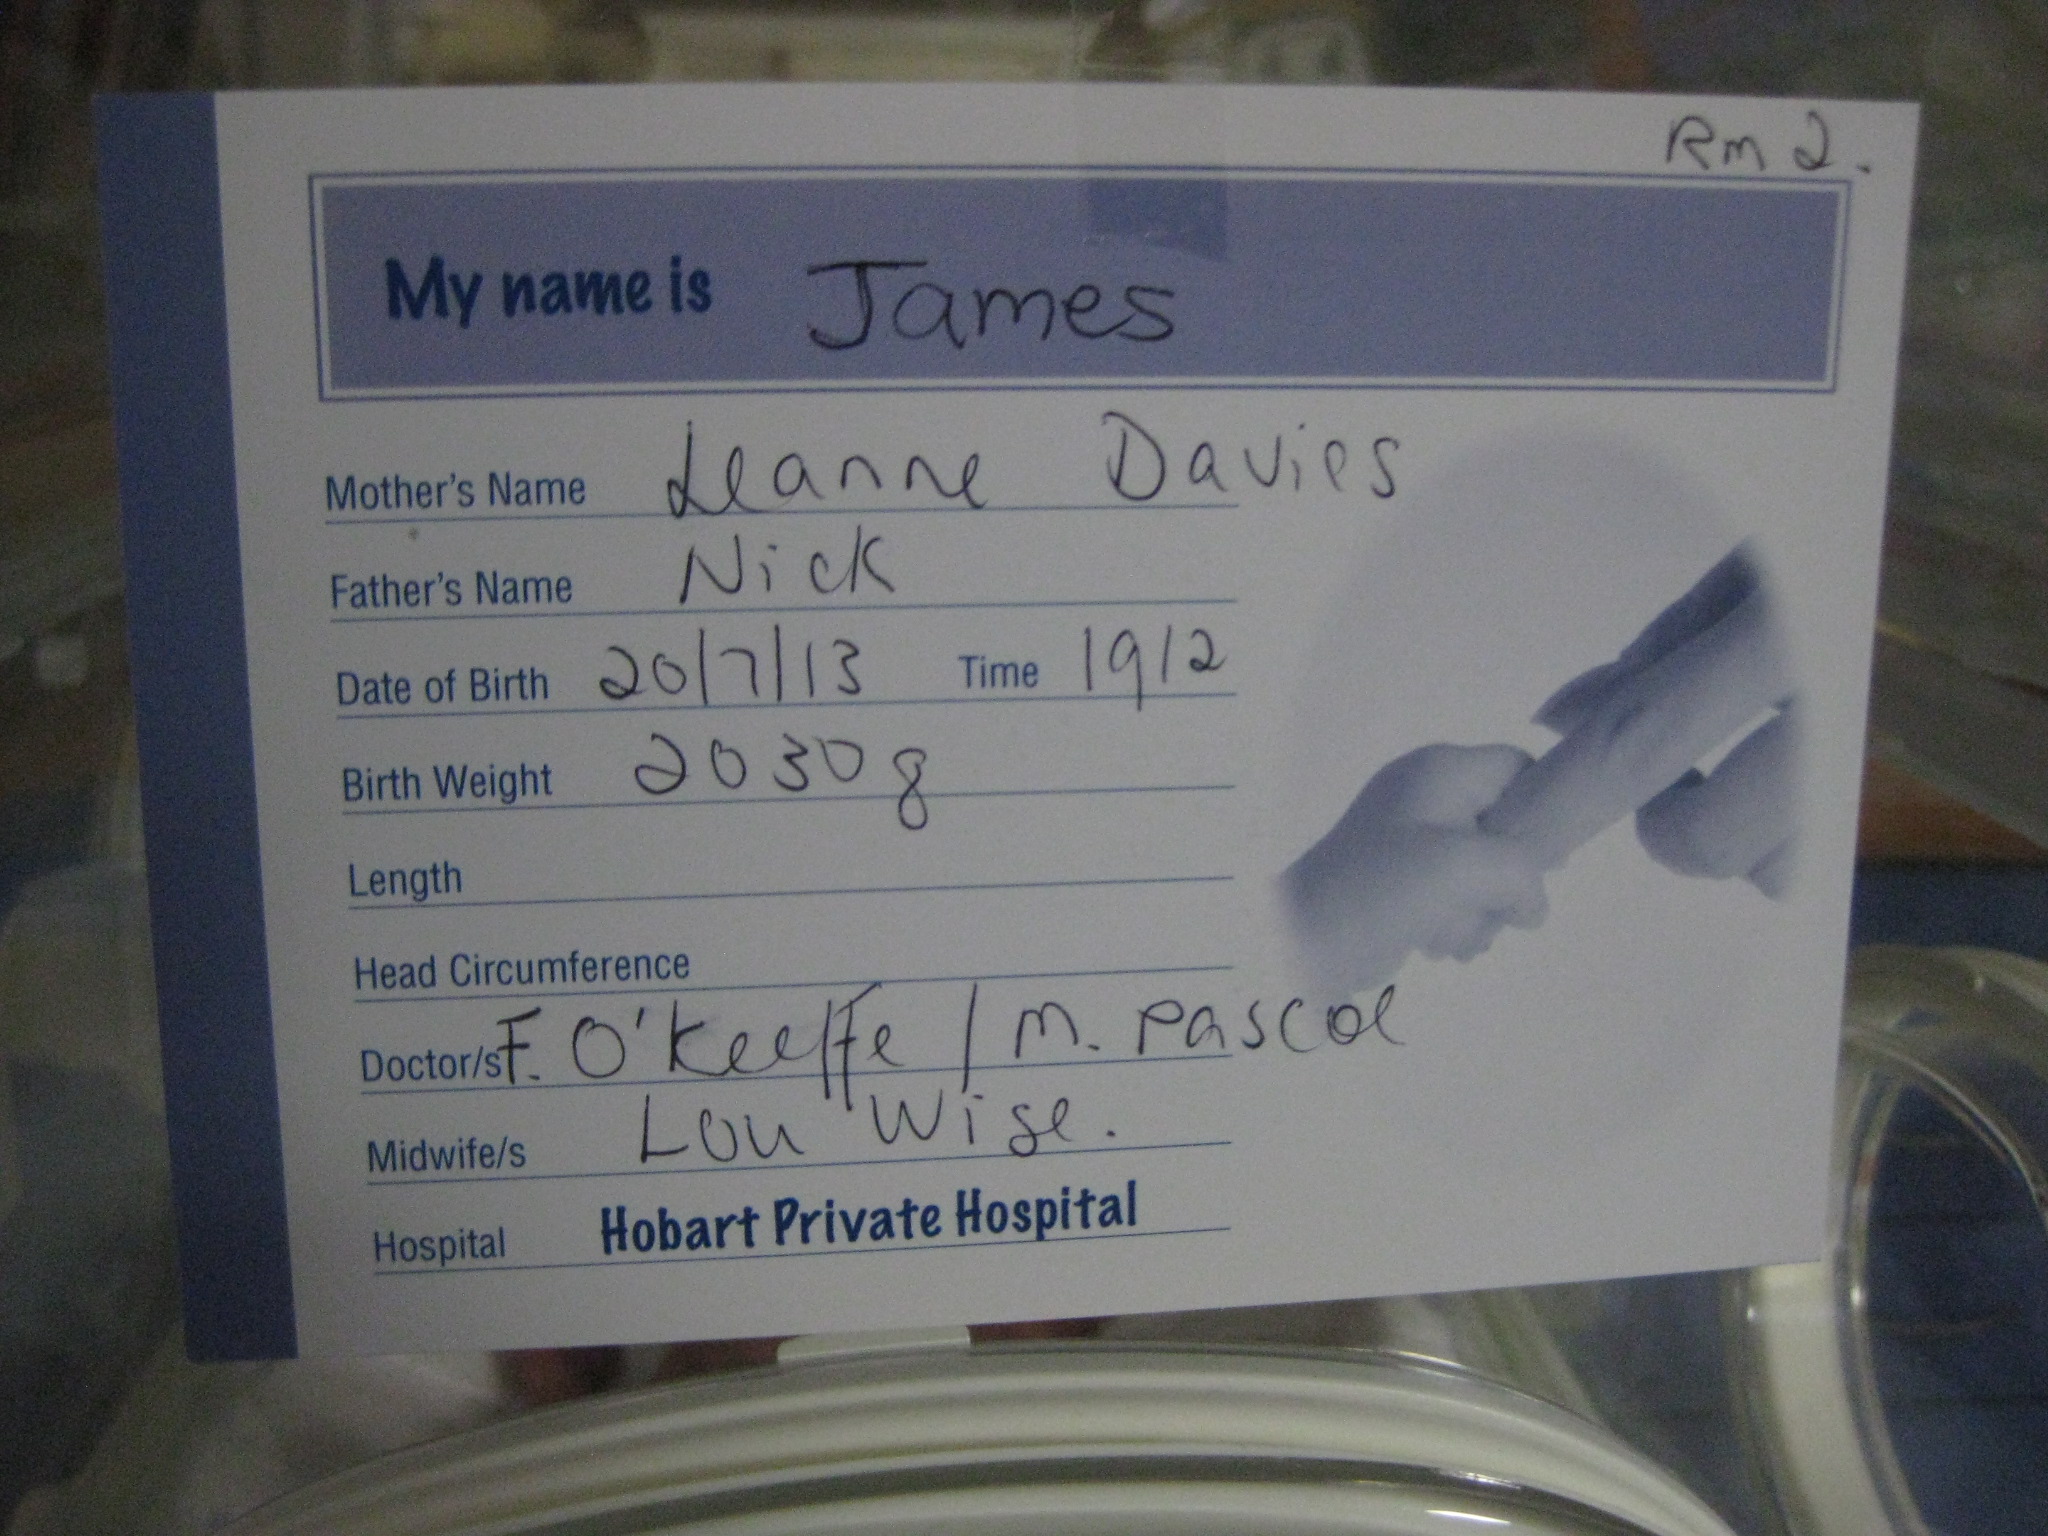 Rm 2.
My name is James
Mother's Name Leanne Davies
Father's Name Nick
Date of Birth 20/7/13 Time 1912
Birth Weight 2030g
Length
Head Circumference
Doctor/s F. O'Keeffe / M. Pascoe
Midwife/s Lou Wise.
Hospital Hobart Private Hospital